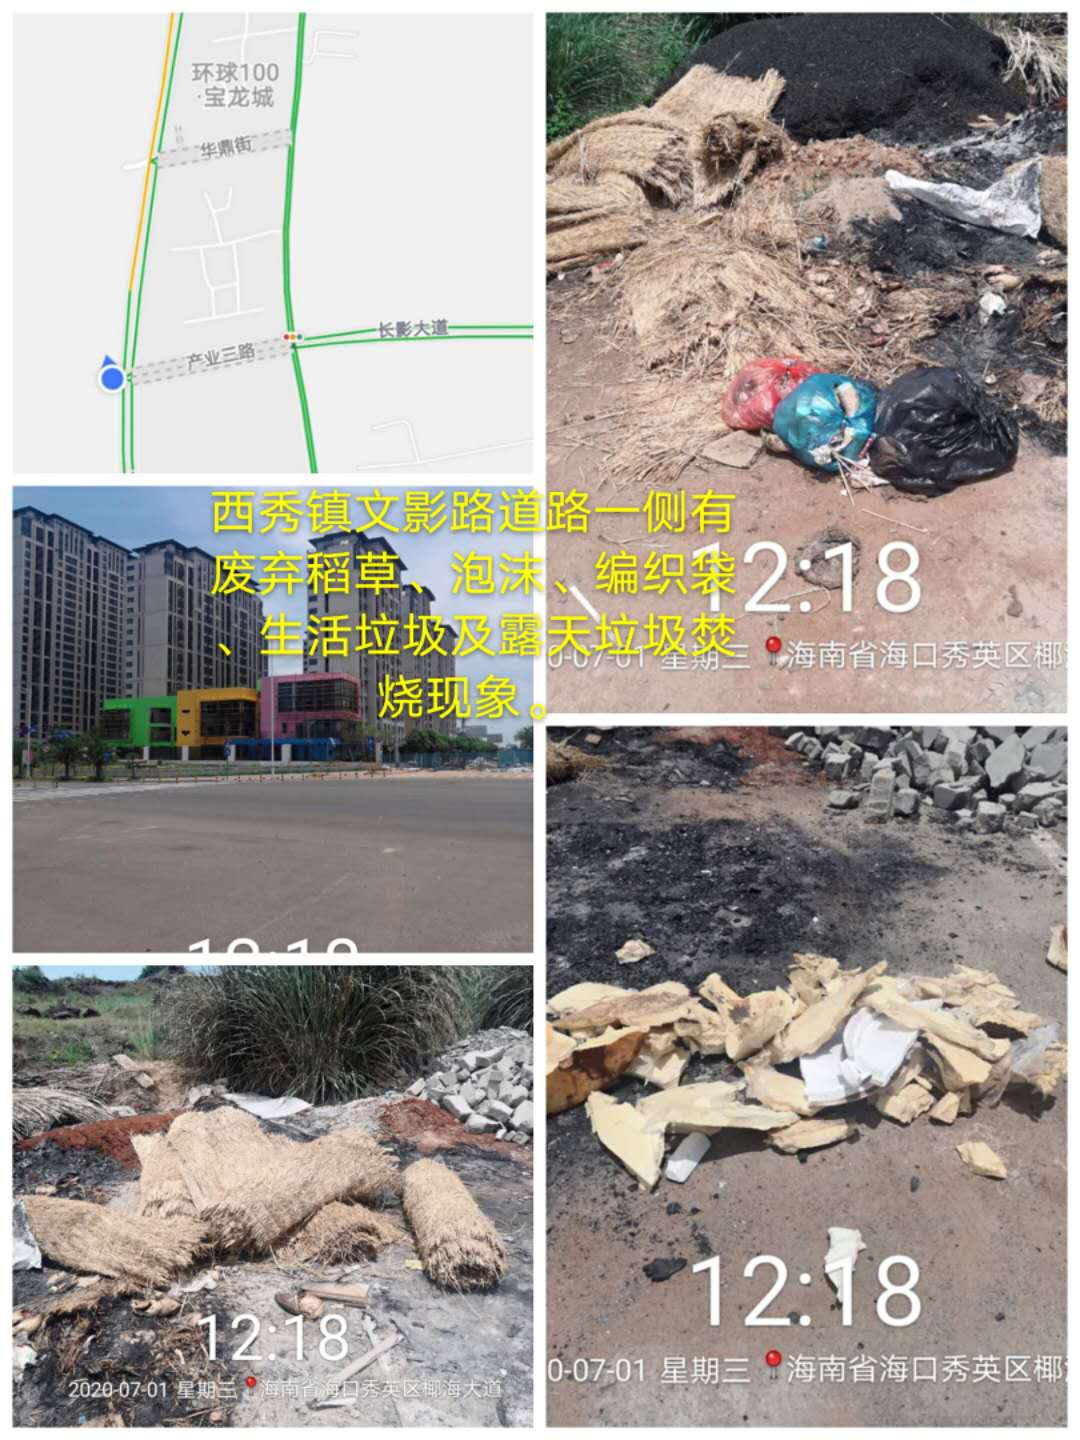 环球100
·宝龙城
华鼎街
长影大道
产业三路
西秀镇文影路道路一侧有
废弃稻草、泡沫、编织袋
、生活垃圾及露天垃圾焚
烧现象。
12:18
0-07-01 星期三 海南省海口秀英区椰海
12:18
12:18
2020-07-01 星期三 海南省海口秀英区椰海大道
12:18
0-07-01 星期三 海南省海口秀英区椰海